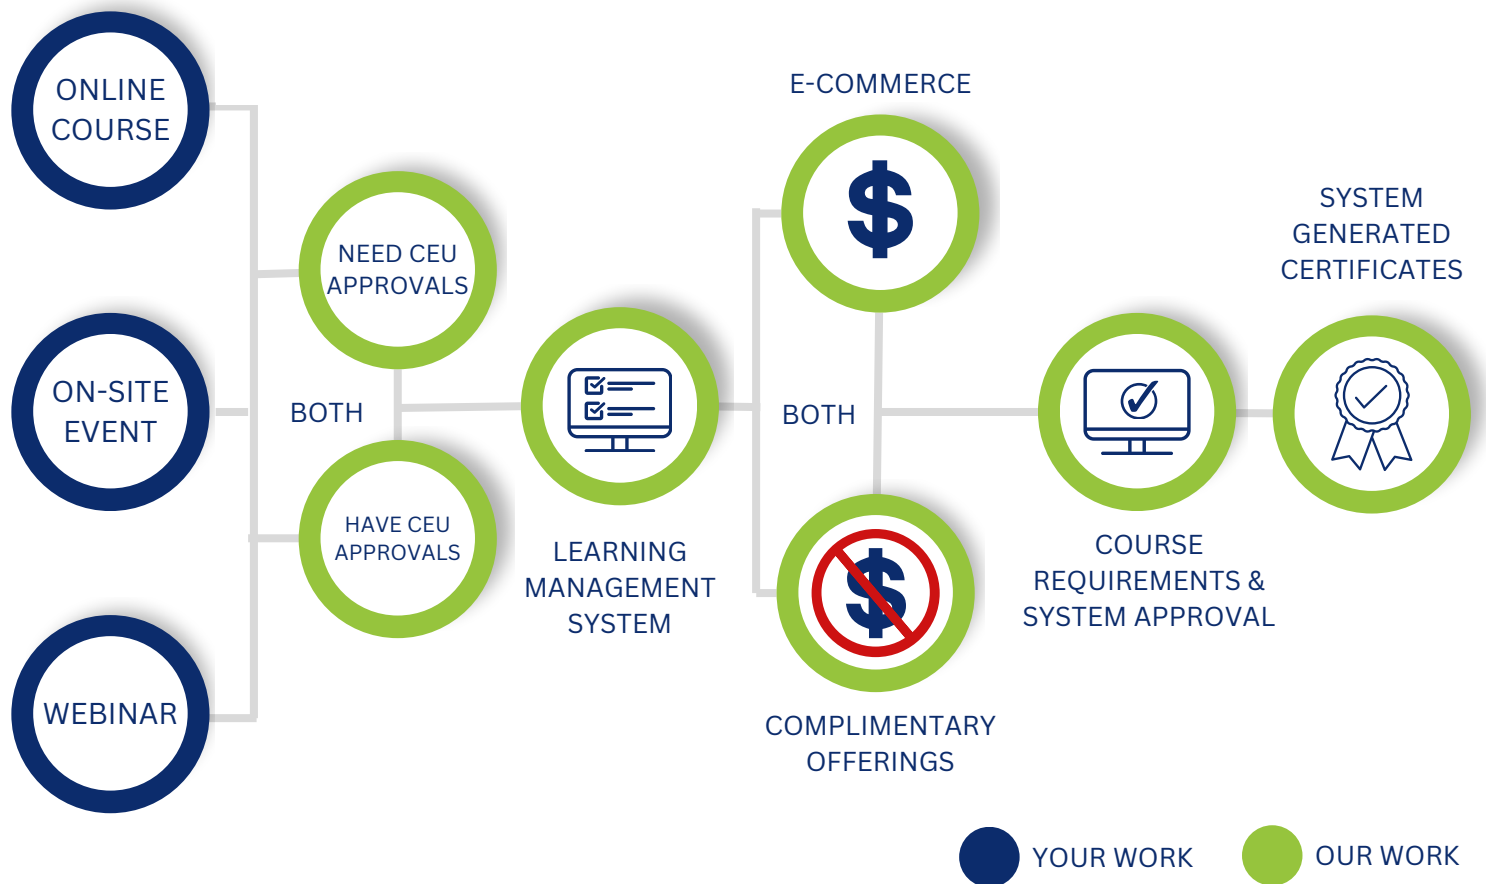 ONLINE
COURSE
ON-SITE
EVENT
WEBINAR
NEED CEU
APPROVALS
BOTH
HAVE CEU
APPROVALS
LEARNING
MANAGEMENT
SYSTEM
E-COMMERCE
$
BOTH
$
COMPLIMENTARY
OFFERINGS
COURSE
REQUIREMENTS &
SYSTEM APPROVAL
SYSTEM
GENERATED
CERTIFICATES
YOUR WORK
OUR WORK